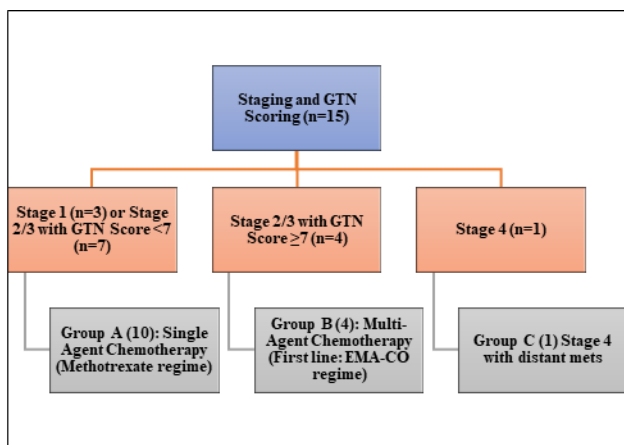 Staging and GTN
Scoring (n=15)
Stage 1 (n=3) or Stage
2/3 with GTN Score <7
(n=7)
Stage 2/3 with GTN
Score ≥7 (n=4)
Stage 4 (n=1)
Group A (10): Single
Agent Chemotherapy
(Methotrexate regime)
Group B (4): Multi-
Agent Chemotherapy
(First line: EMA-CO
regime)
Group C (1) Stage 4
with distant mets